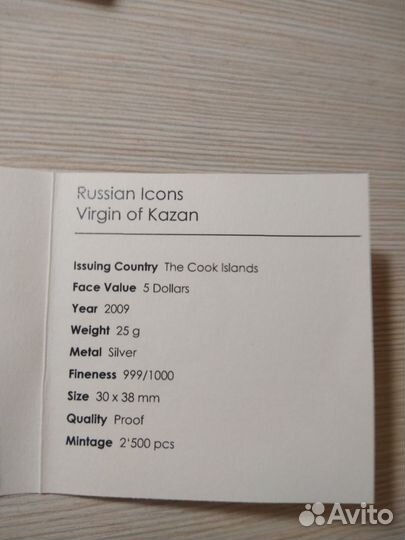 Russian Icons
Virgin of Kazan
Issuing Country The Cook Islands
Face Value 5 Dollars
Year 2009
Weight 25 g
Metal Silver
Fineness 999/1000
Size 30 x 38 mm
Quality Proof
Mintage 2'500 pcs
Avito